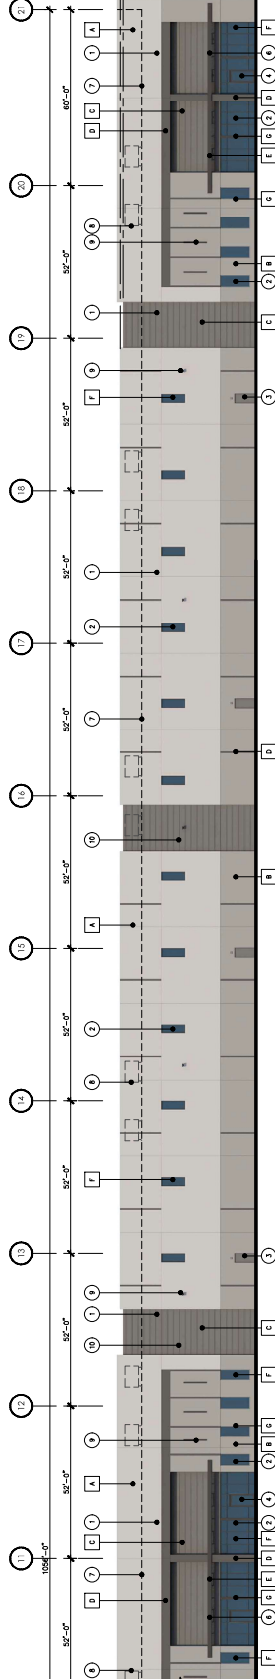 11 12 13 14 15 16 17 18 19 20 21
1056'-0"
52'-0" 52'-0" 52'-0" 52'-0" 52'-0" 52'-0" 52'-0" 52'-0" 52'-0" 52'-0" 60'-0"
8 D 7 C 1 A 9 10 1 9 F 8 2 A 10 7 2 1 F 9 1 9 8 D C 7 1 A
F 6 G E D F 2 4 2 B G F C 3 B D 3 C 2 B G E G 2 D 4 6 F